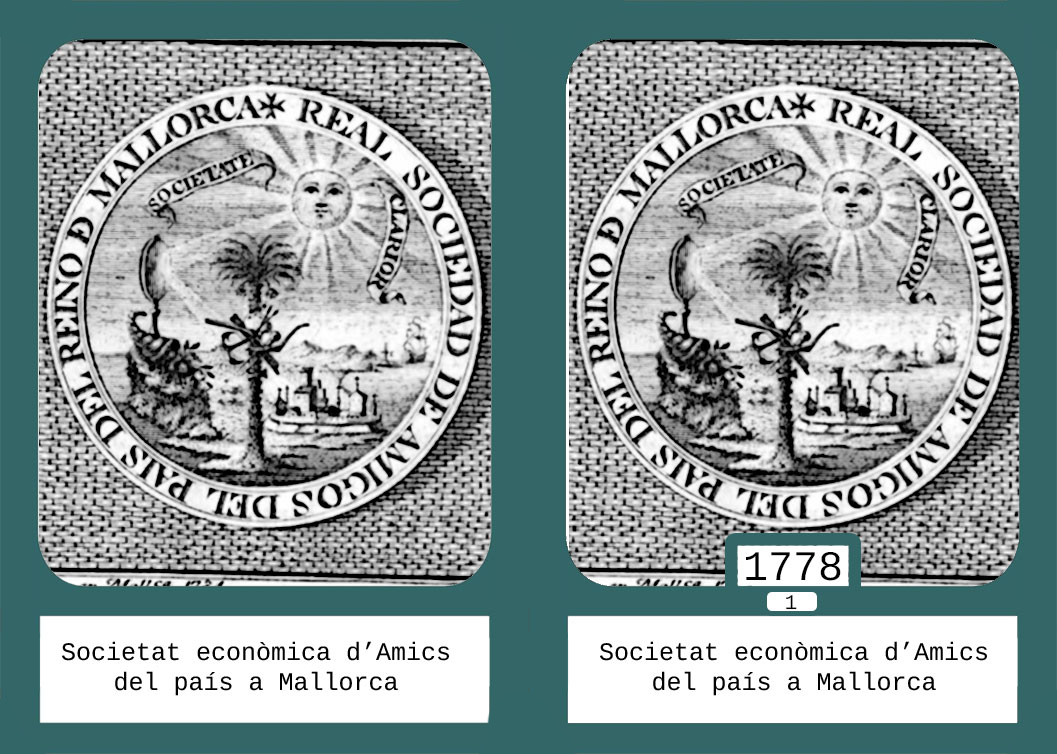 REAL SOCIEDAD DE AMIGOS DEL PAIS DEL REINO D MALLORCA
SOCIETATE
CLARIOR
Societat econòmica d’Amics
del país a Mallorca
REAL SOCIEDAD DE AMIGOS DEL PAIS DEL REINO D MALLORCA
SOCIETATE
CLARIOR
1778
1
Societat econòmica d’Amics
del país a Mallorca